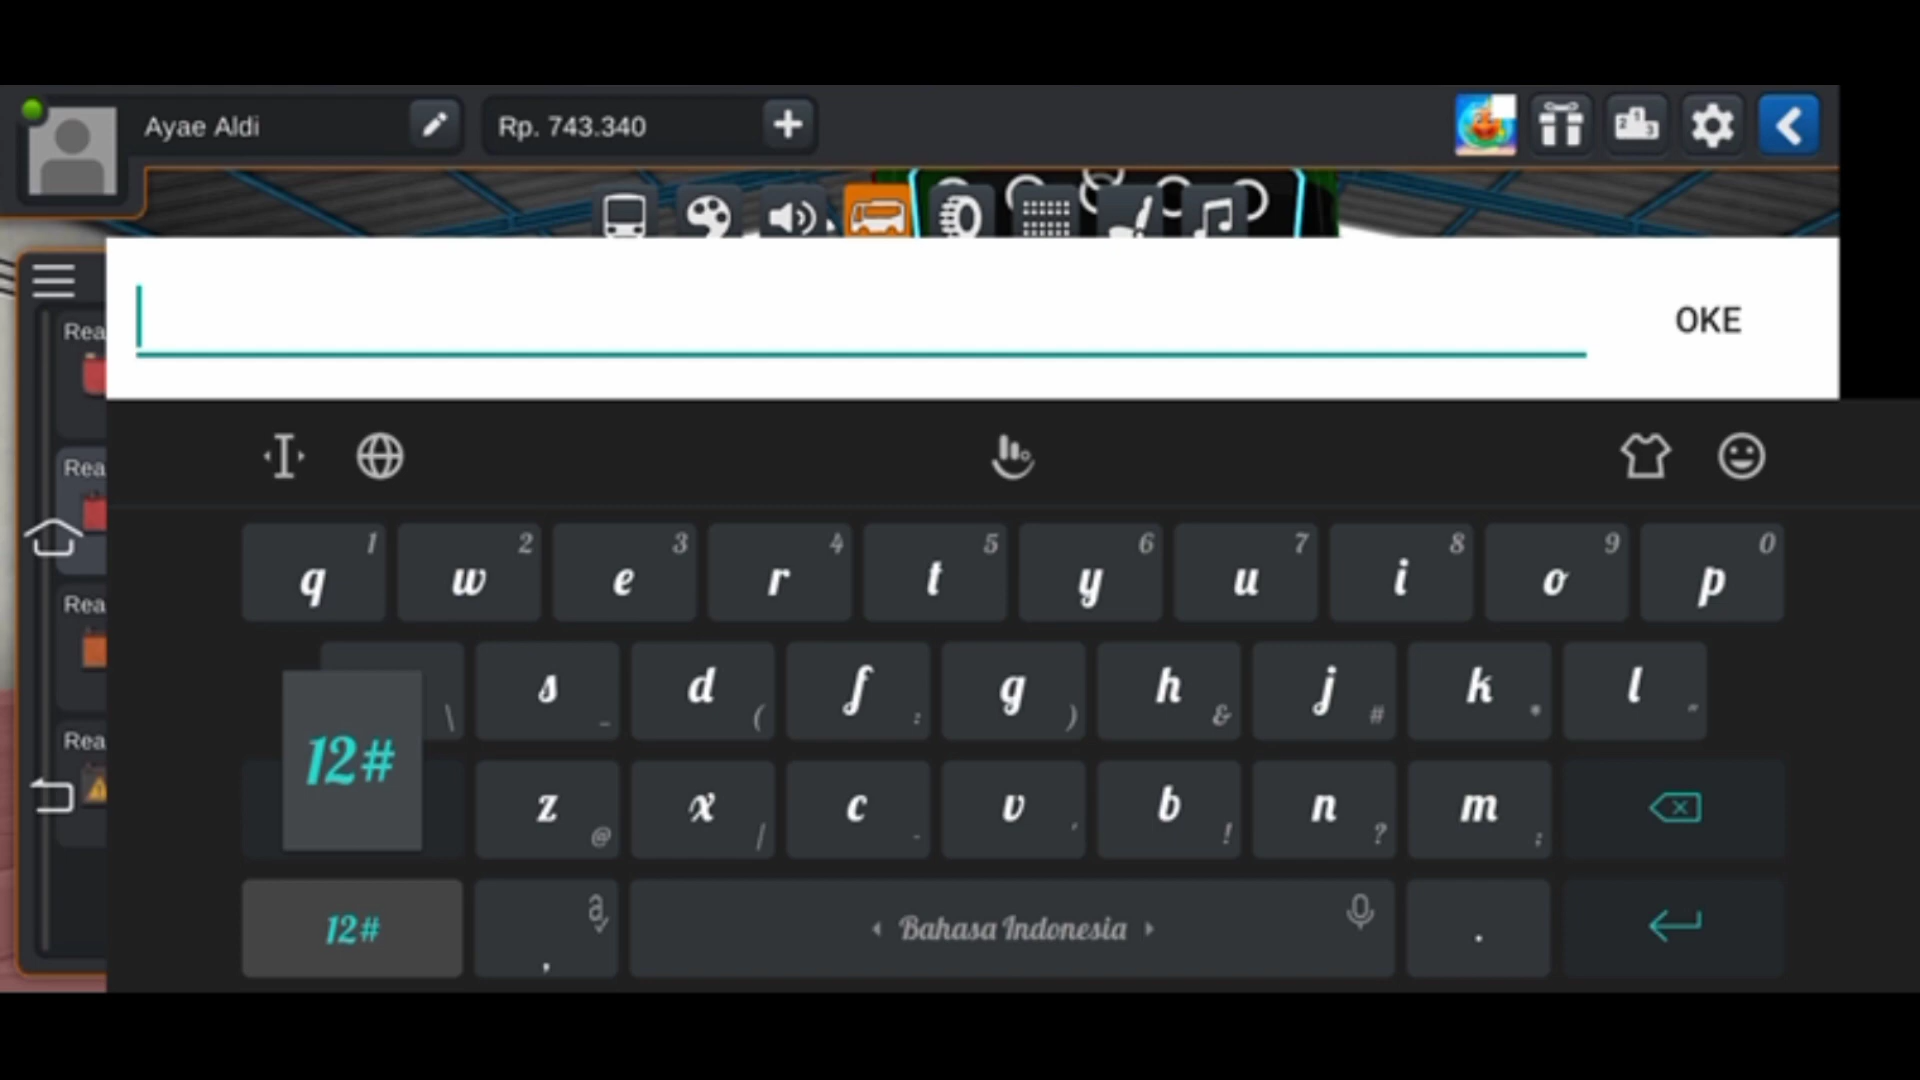 Ayae Aldi
Rp. 743.340
Rea
OKE
Rea
q 1 w 2 e 3 r 4 t 5 y 6 u 7 i 8 o 9 p 0
Rea
\ s _ d ( f : g ) h & j # k * l "
Rea
12#
z @ x / c - v ' b ! n ? m ;
12# , Bahasa Indonesia .